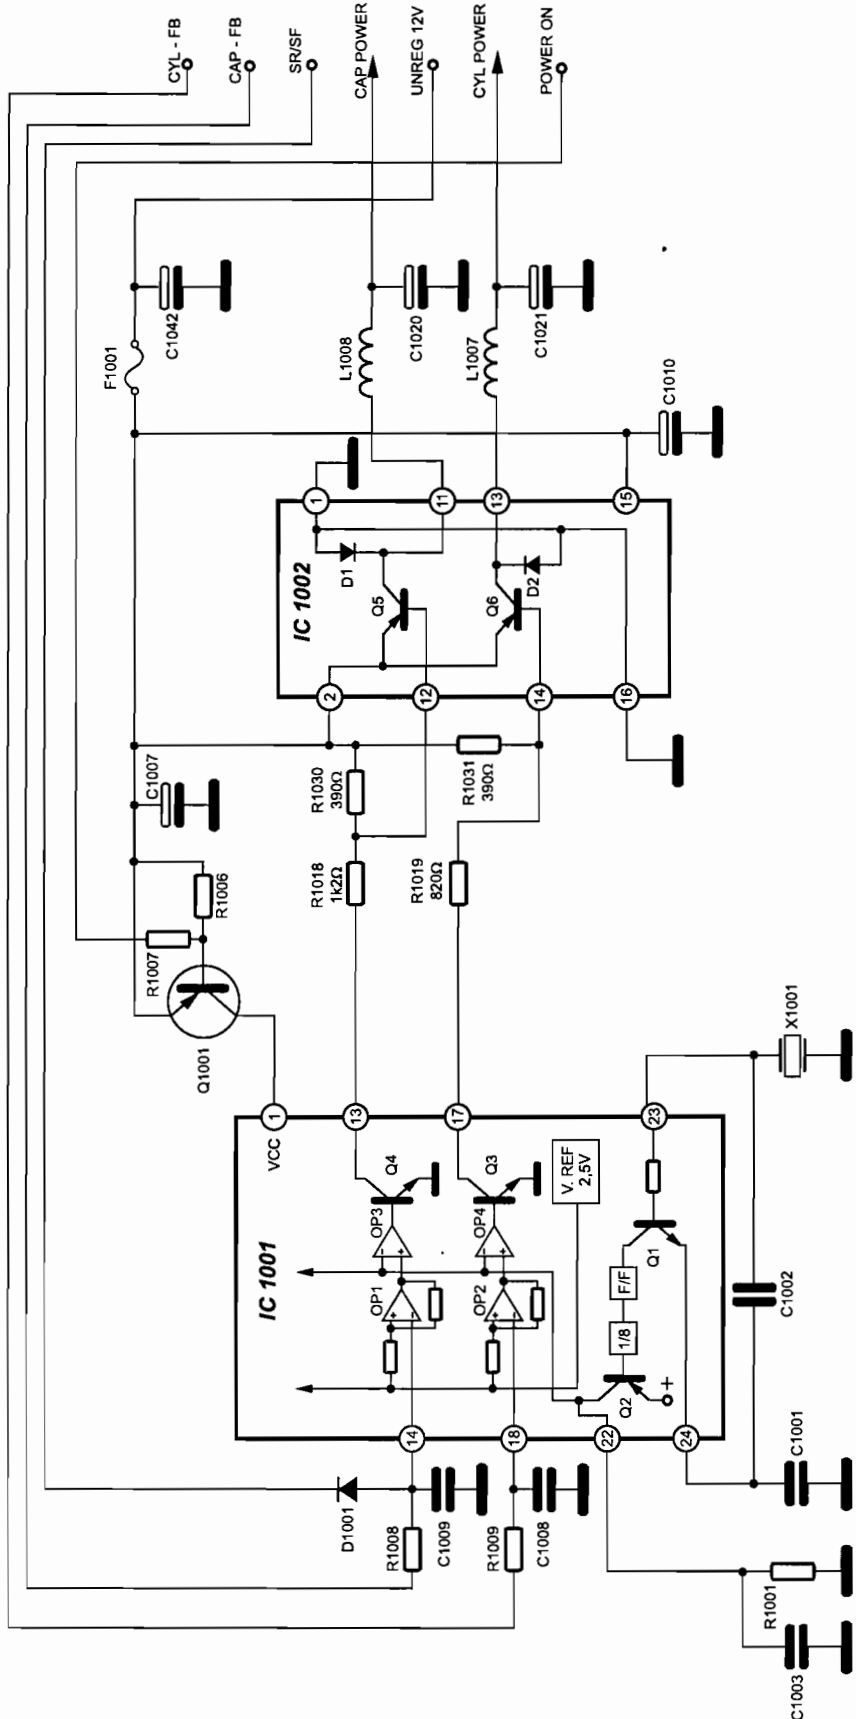 CYL - FB
CAP - FB
SR/SF
CAP POWER
UNREG 12V
CYL POWER
POWER ON
F1001
C1042
L1008
C1020
L1007
C1021
C1010
IC 1002
1
11
13
15
D1
Q5
Q6
D2
2
12
14
16
C1007
R1030
390Ω
R1031
390Ω
R1018
1k2Ω
R1019
820Ω
R1006
R1007
Q1001
X1001
1
13
17
23
VCC
IC 1001
Q4
OP3
OP1
Q3
OP4
OP2
V. REF
2,5V
Q1
F/F
1/8
Q2
+
-
+
-
+
-
+
-
+
14
18
22
24
C1002
C1001
D1001
R1008
C1009
R1009
C1008
R1001
C1003